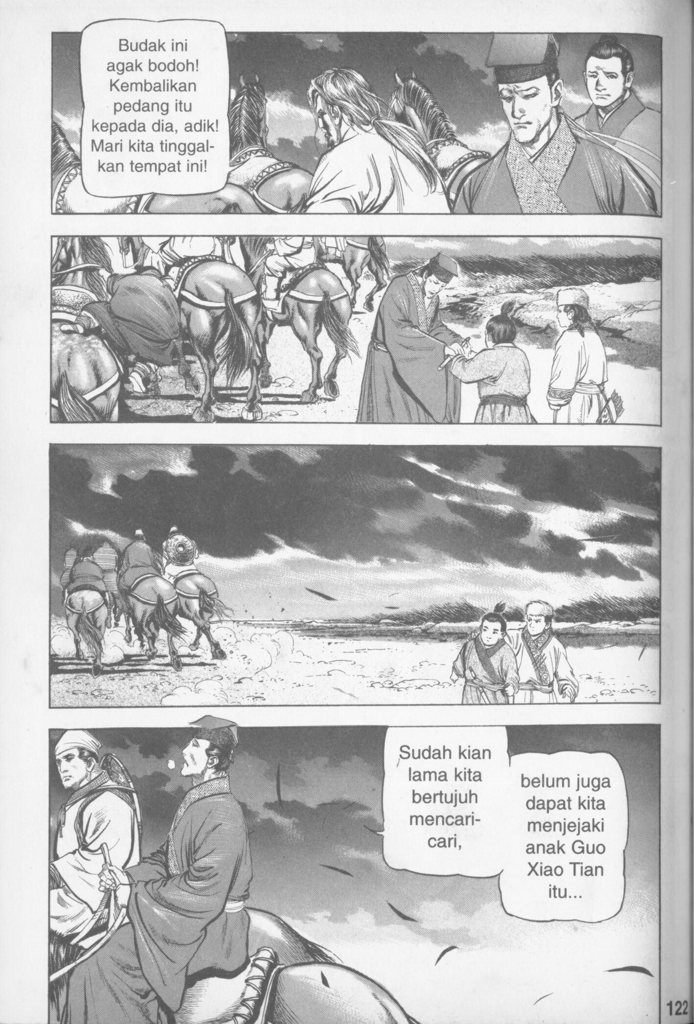 Budak ini
agak bodoh!
Kembalikan
pedang itu
kepada dia, adik!
Mari kita tinggal-
kan tempat ini!
Sudah kian
lama kita
bertujuh
mencari-
cari,
belum juga
dapat kita
menjejaki
anak Guo
Xiao Tian
itu...
122